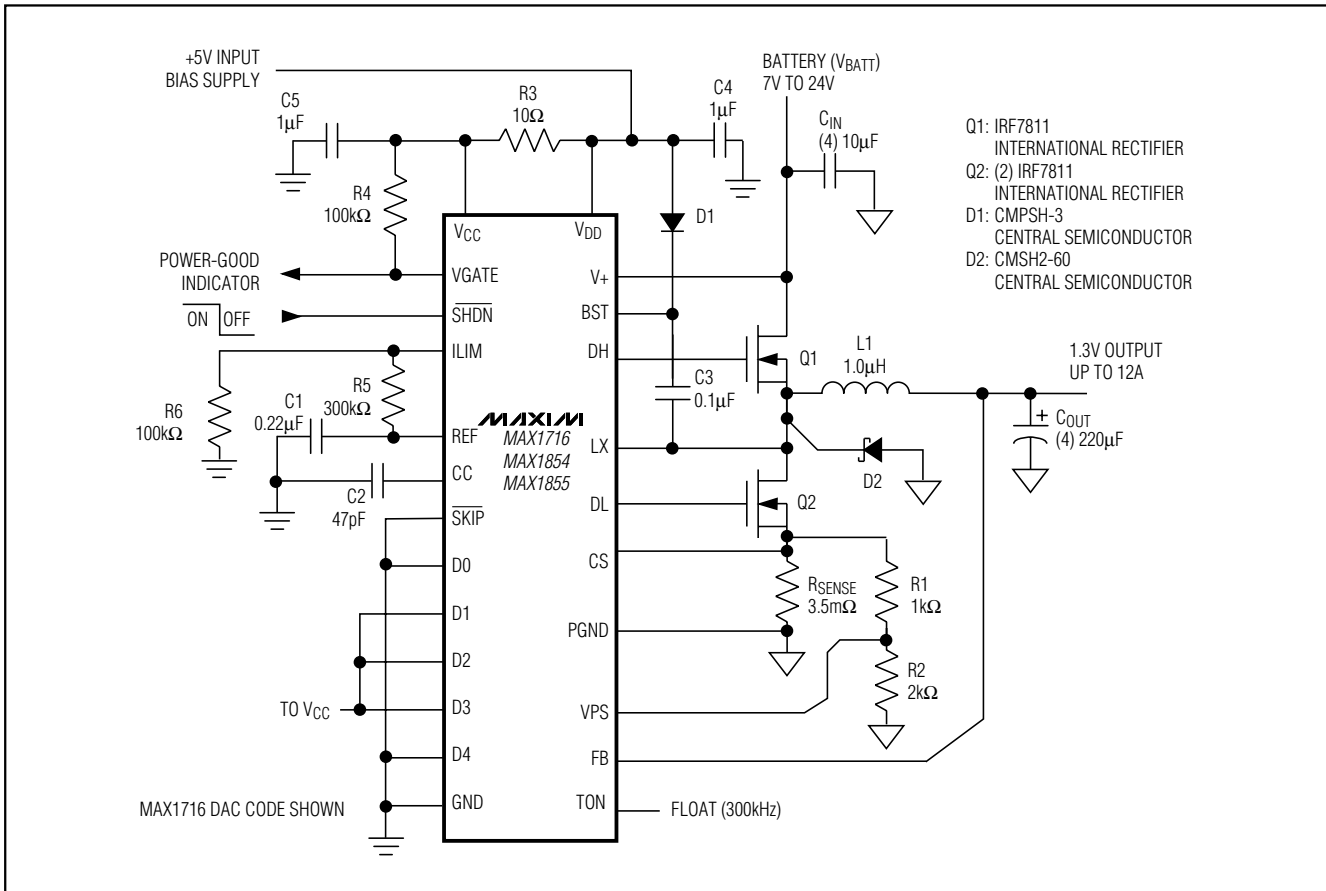 +5V INPUT
BIAS SUPPLY
BATTERY (VBATT)
7V TO 24V
C5
1μF
R3
10Ω
C4
1μF
CIN
(4) 10μF
Q1: IRF7811
INTERNATIONAL RECTIFIER
Q2: (2) IRF7811
INTERNATIONAL RECTIFIER
D1: CMPSH-3
CENTRAL SEMICONDUCTOR
D2: CMSH2-60
CENTRAL SEMICONDUCTOR
R4
100kΩ
D1
VCC
VDD
POWER-GOOD
INDICATOR
VGATE
V+
ON
OFF
SHDN
BST
ILIM
DH
Q1
L1
1.0μH
1.3V OUTPUT
UP TO 12A
R5
300kΩ
C3
0.1μF
R6
100kΩ
C1
0.22μF
MAXIM
MAX1716
MAX1854
MAX1855
REF
LX
COUT
(4) 220μF
+
CC
D2
C2
47pF
DL
Q2
SKIP
CS
D0
RSENSE
3.5mΩ
R1
1kΩ
D1
PGND
D2
R2
2kΩ
TO VCC
D3
VPS
D4
FB
MAX1716 DAC CODE SHOWN
GND
TON
FLOAT (300kHz)